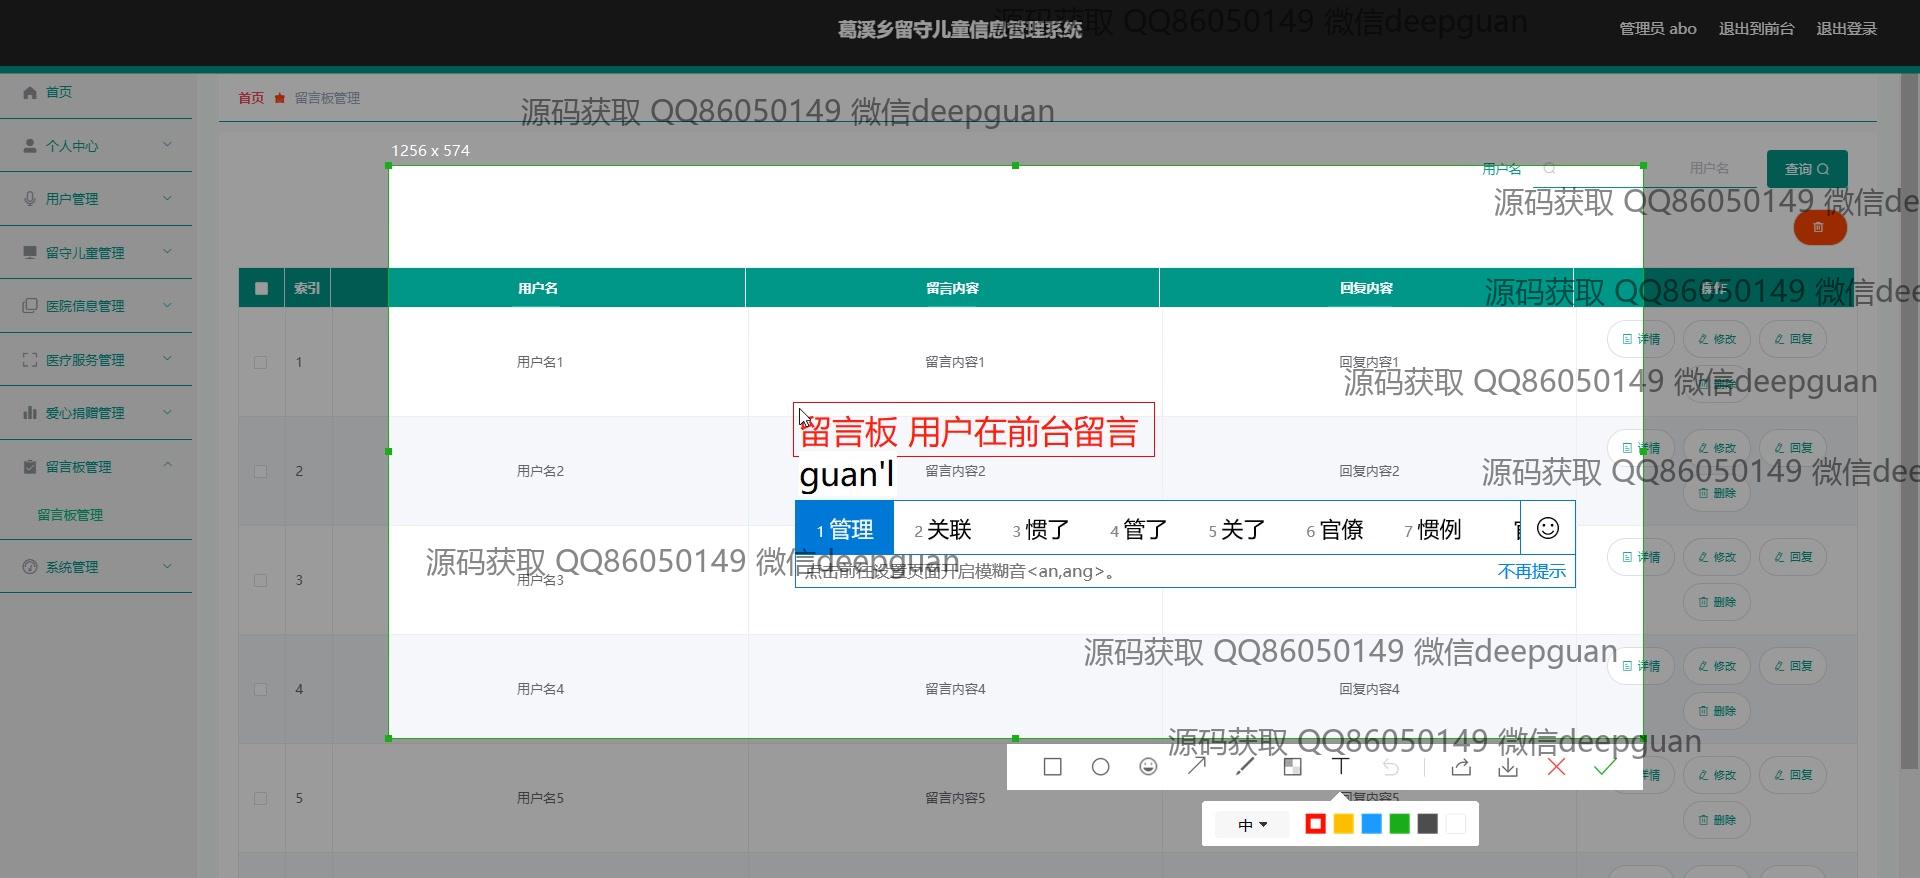 葛溪乡留守儿童信息管理系统
源码获取 QQ86050149 微信deepguan
管理员 abo 退出到前台 退出登录
首页
个人中心
用户管理
留守儿童管理
医院信息管理
医疗服务管理
爱心捐赠管理
留言板管理
留言板管理
系统管理
首页 留言板管理
源码获取 QQ86050149 微信deepguan
1256 x 574
用户名 用户名 查询
源码获取 QQ86050149 微信de
索引 用户名 留言内容 回复内容 操作
源码获取 QQ86050149 微信dee
1 用户名1 留言内容1 回复内容1 详情 修改 回复
删除
源码获取 QQ86050149 微信deepguan
留言板 用户在前台留言
guan'l
2 用户名2 留言内容2 回复内容2 详情 修改 回复
删除
源码获取 QQ86050149 微信dee
1 管理 2 关联 3 惯了 4 管了 5 关了 6 官僚 7 惯例
点击前往设置页面开启模糊音<an,ang>。 不再提示
源码获取 QQ86050149 微信deepguan
3 用户名3 详情 修改 回复
删除
源码获取 QQ86050149 微信deepguan
4 用户名4 留言内容4 回复内容4 详情 修改 回复
删除
源码获取 QQ86050149 微信deepguan
5 用户名5 留言内容5 回复内容5 详情 修改 回复
删除
中